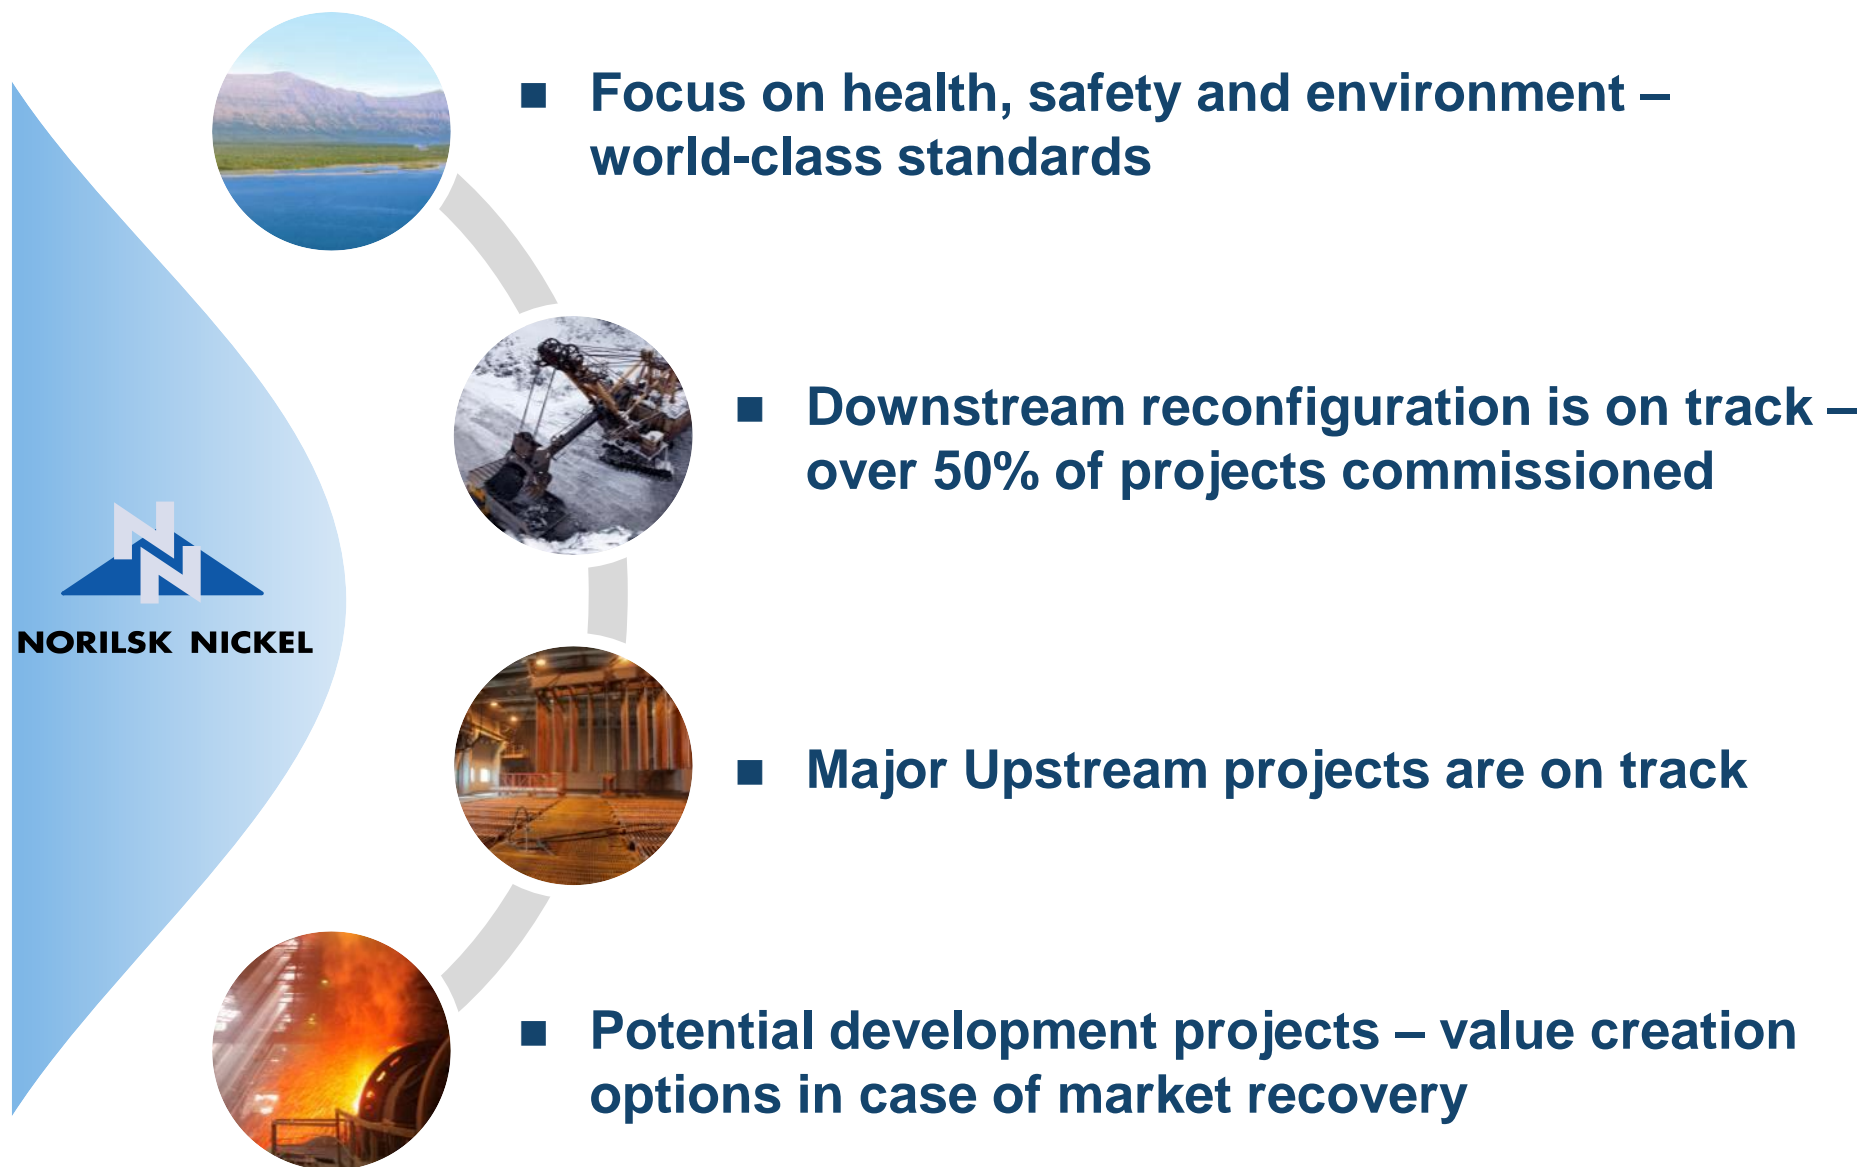 ■ Focus on health, safety and environment –
world-class standards
■ Downstream reconfiguration is on track –
over 50% of projects commissioned
NN
NORILSK NICKEL
■ Major Upstream projects are on track
■ Potential development projects – value creation
options in case of market recovery